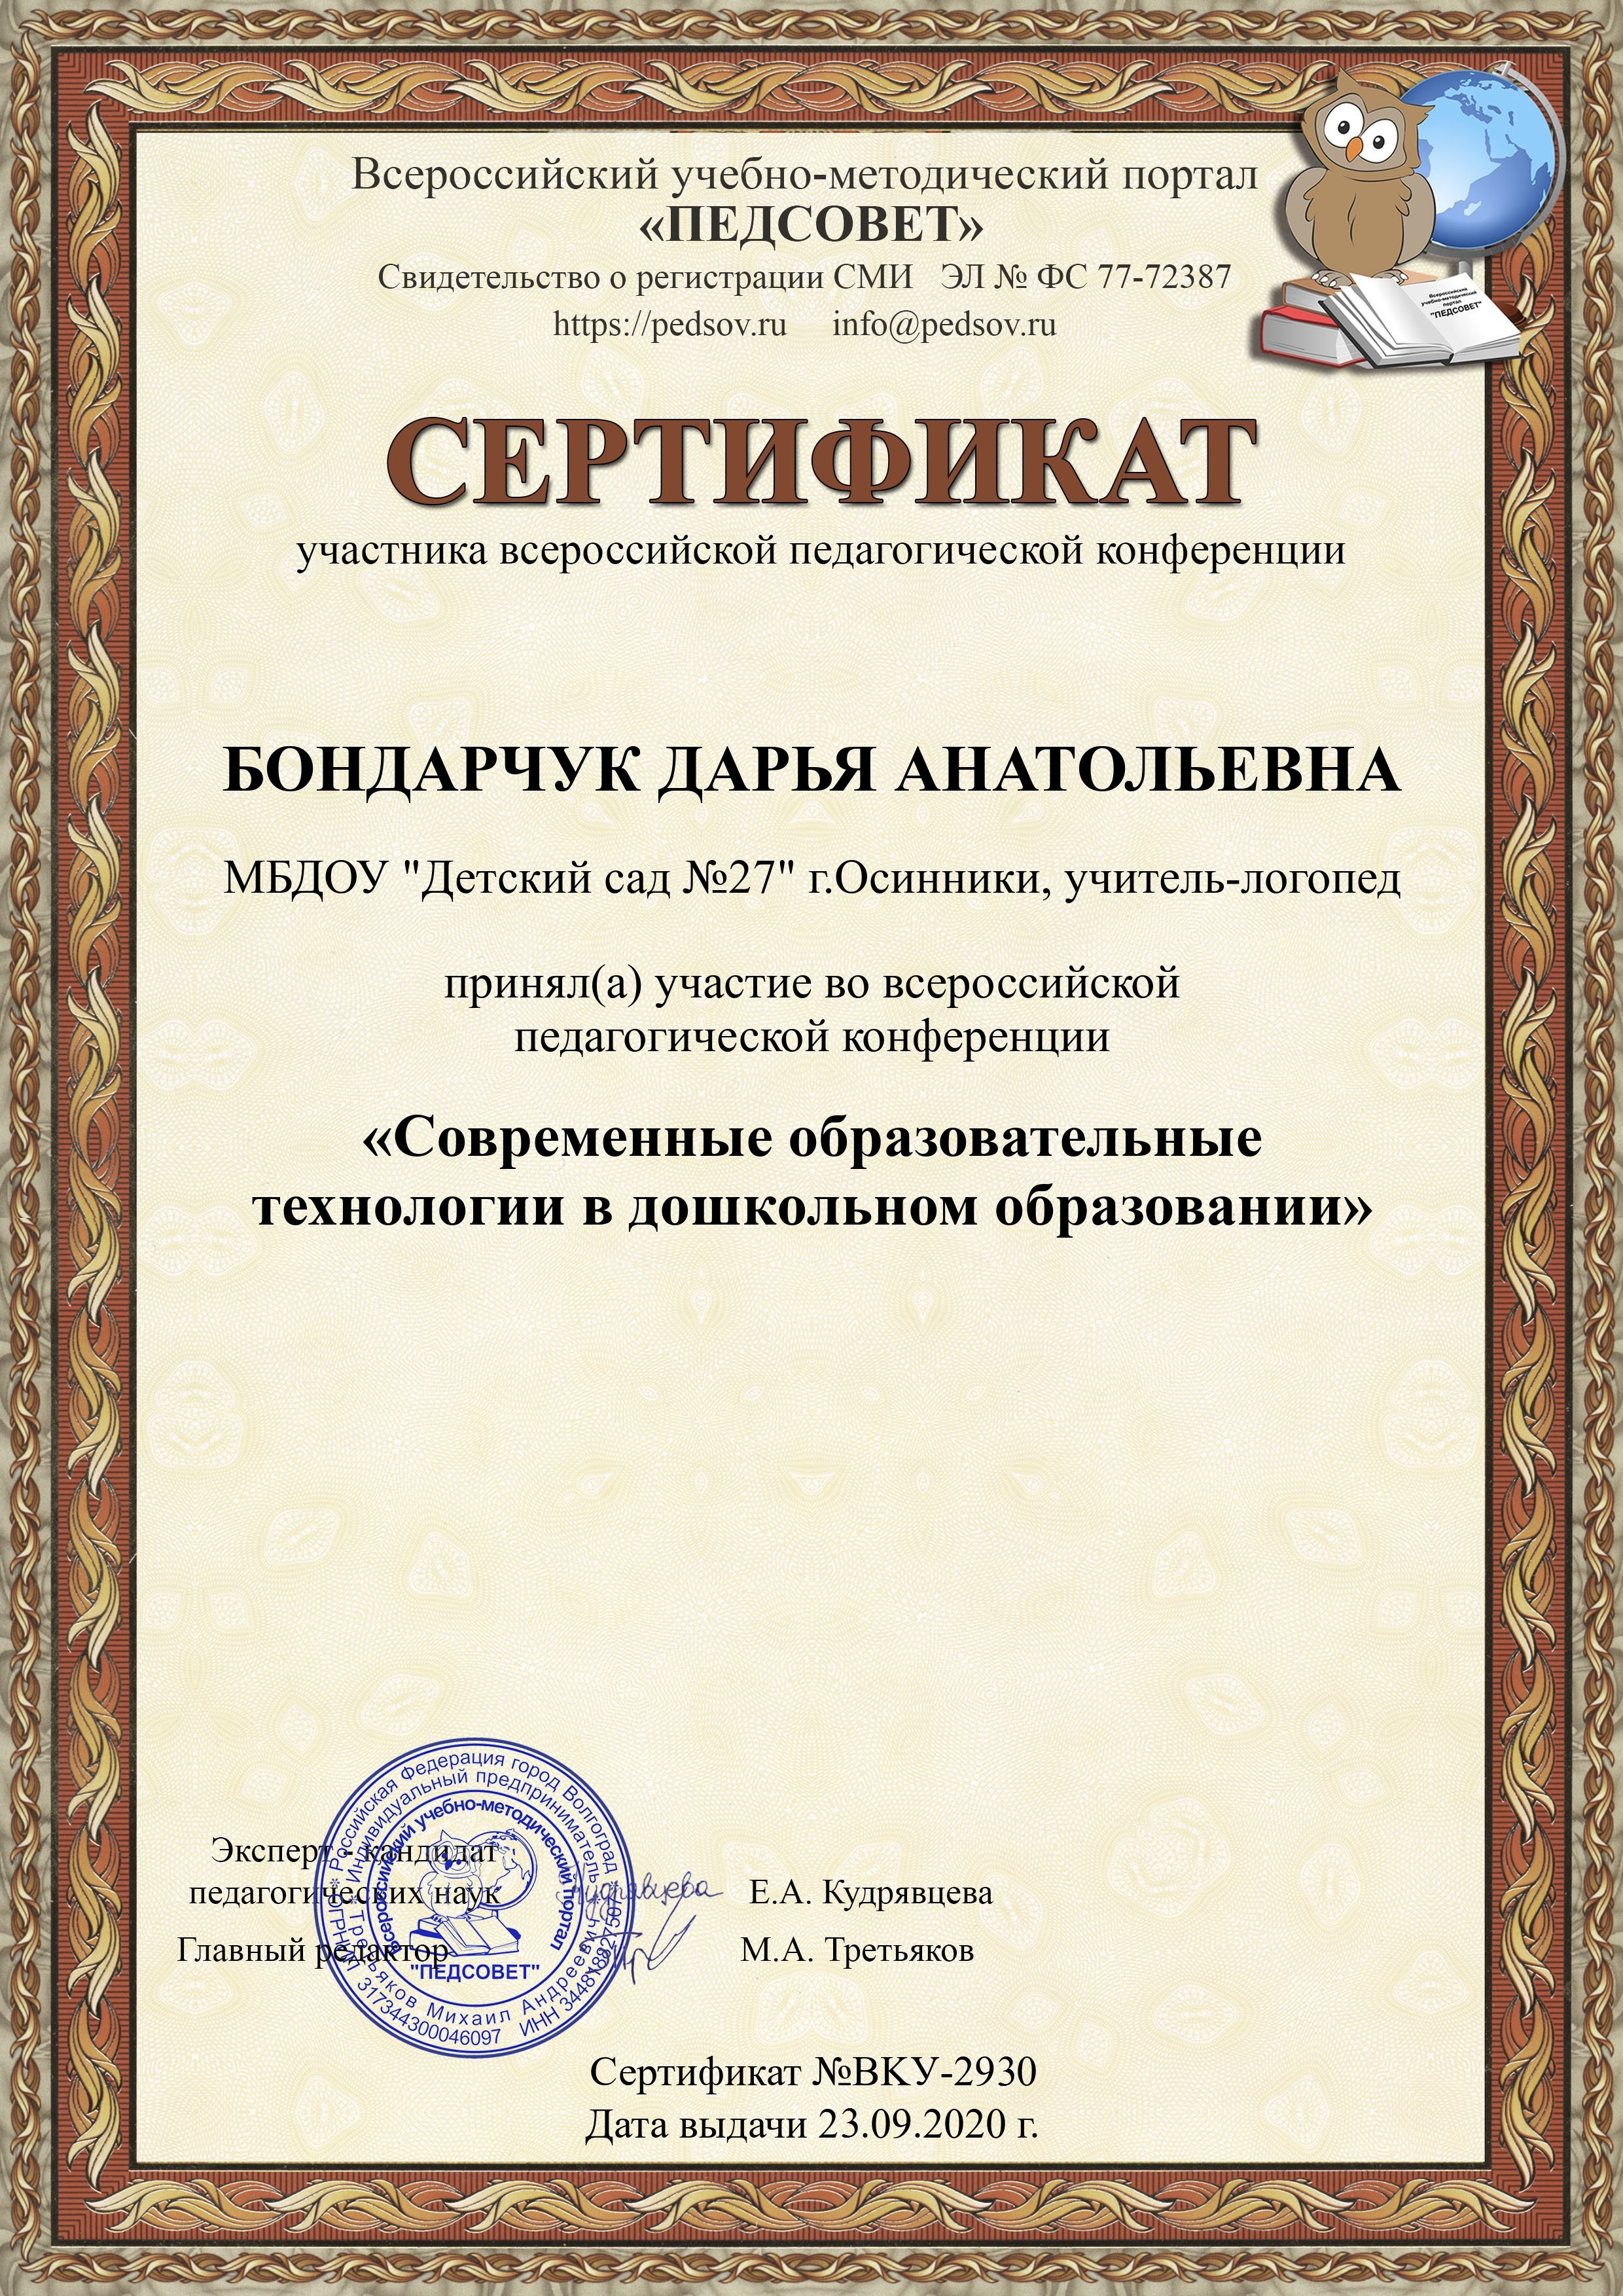 Всероссийский учебно-методический портал
«ПЕДСОВЕТ»
Свидетельство о регистрации СМИ ЭЛ № ФС 77-72387
https://pedsov.ru info@pedsov.ru
Всероссийский
учебно-методический
портал
"ПЕДСОВЕТ"
СЕРТИФИКАТ
участника всероссийской педагогической конференции
БОНДАРЧУК ДАРЬЯ АНАТОЛЬЕВНА
МБДОУ "Детский сад №27" г.Осинники, учитель-логопед
принял(а) участие во всероссийской
педагогической конференции
«Современные образовательные
технологии в дошкольном образовании»
Российская Федерация город Волгоград
Индивидуальный предприниматель
Всероссийский учебно-методический портал
"ПЕДСОВЕТ"
Третьяков Михаил Андреевич
317344300046097 ИНН
Эксперт - кандидат
педагогических наук
Кудрявцева
Е.А. Кудрявцева
Главный редактор
М.А. Третьяков
Сертификат №ВКУ-2930
Дата выдачи 23.09.2020 г.